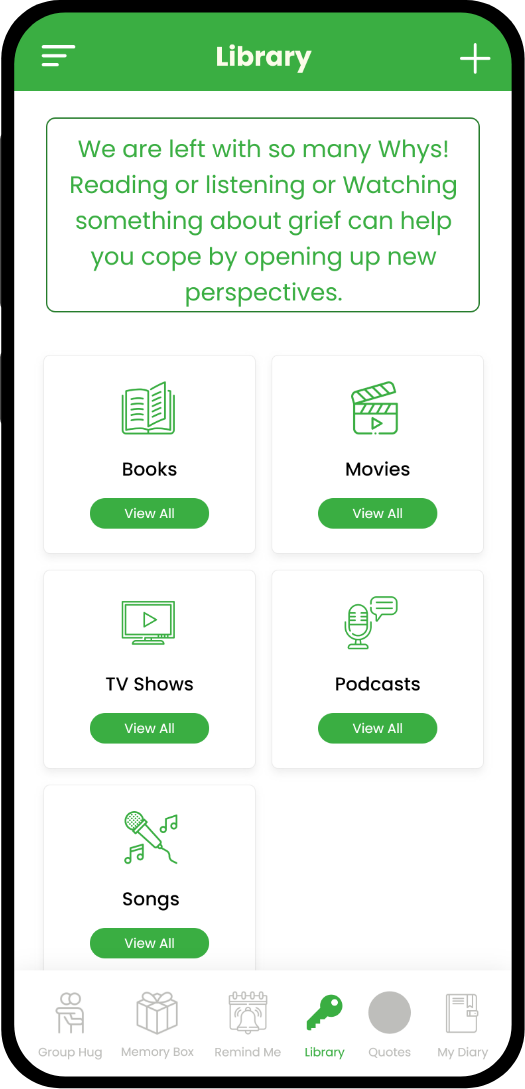 Library
We are left with so many Whys!
Reading or listening or Watching
something about grief can help
you cope by opening up new
perspectives.
Books
Movies
View All
View All
TV Shows
Podcasts
View All
View All
Songs
View All
Group Hug
Memory Box
Remind Me
Library
Quotes
My Diary